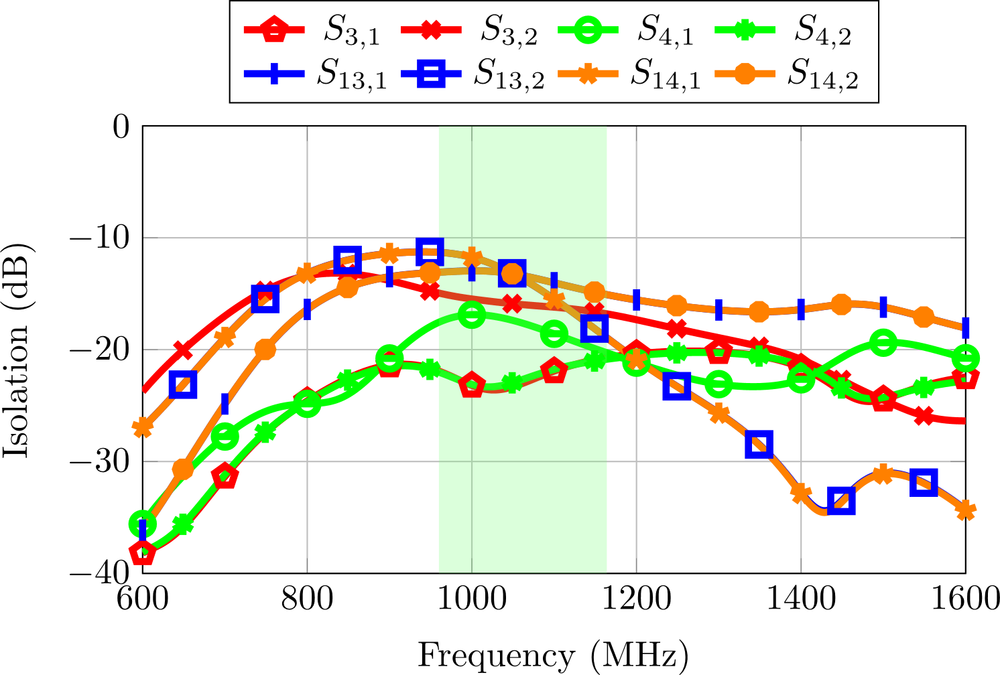 S3,1 S3,2 S4,1 S4,2
S13,1 S13,2 S14,1 S14,2
0
−10
−20
−30
−40
600 800 1000 1200 1400 1600
Isolation (dB)
Frequency (MHz)